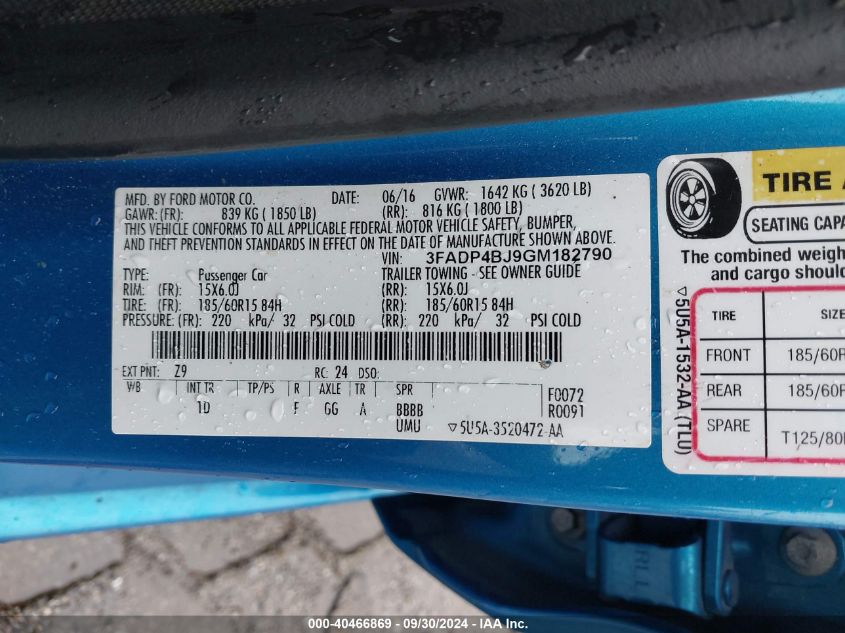 MFD. BY FORD MOTOR CO. DATE: 06/16 GVWR: 1642 KG ( 3620 LB)
GAWR: (FR): 839 KG ( 1850 LB) (RR): 816 KG ( 1800 LB)
THIS VEHICLE CONFORMS TO ALL APPLICABLE FEDERAL MOTOR VEHICLE SAFETY, BUMPER,
AND THEFT PREVENTION STANDARDS IN EFFECT ON THE DATE OF MANUFACTURE SHOWN ABOVE.
VIN: 3FADP4BJ9GM182790
TYPE: Passenger Car TRAILER TOWING - SEE OWNER GUIDE
RIM: (FR): 15X6.0J (RR): 15X6.0J
TIRE: (FR): 185/60R15 84H (RR): 185/60R15 84H
PRESSURE: (FR): 220 kPa/ 32 PSI COLD (RR): 220 kPa/ 32 PSI COLD
EXT PNT: Z9 RC: 24 DSO:
WB INT TR TP/PS R AXLE TR SPR F0072
1D F GG A BBBB R0091
UMU ▽5U5A-3520472-AA
TIRE
SEATING CAPA
The combined weigh
and cargo shoul
▽5U5A-1532-AA (TLU)
TIRE SIZE
FRONT 185/60R
REAR 185/60
SPARE T125/80
000-40466869 - 09/30/2024 - IAA Inc.